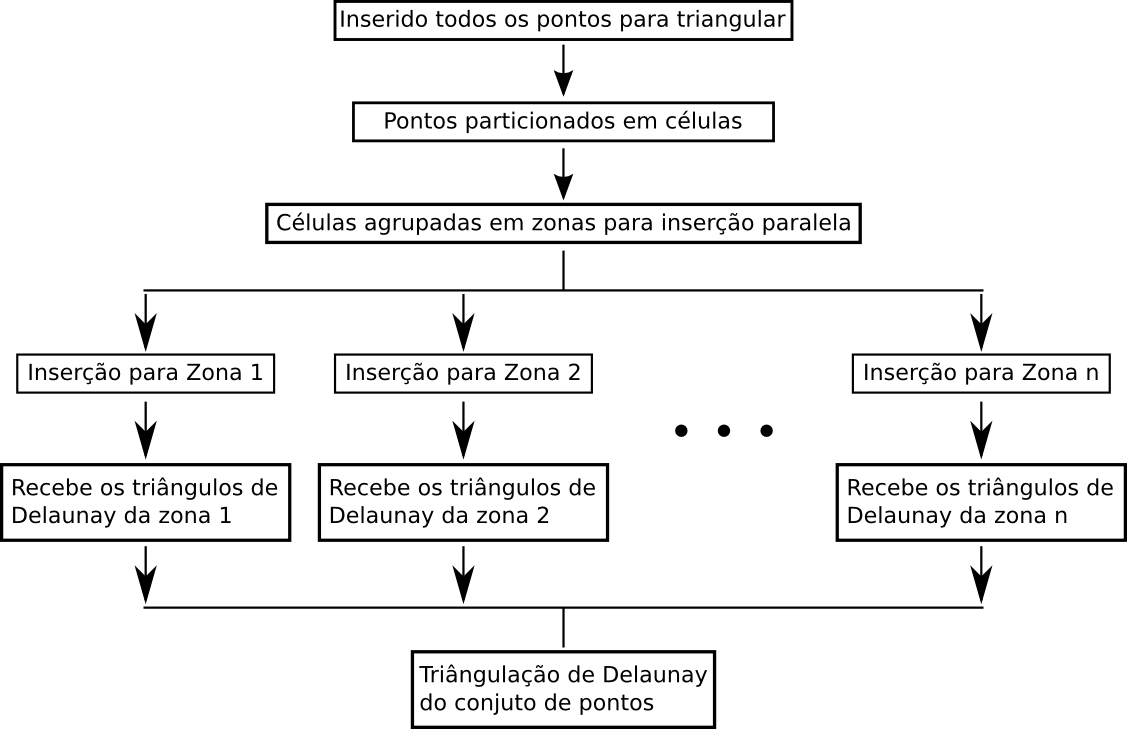 Inserido todos os pontos para triangular
Pontos particionados em células
Células agrupadas em zonas para inserção paralela
Inserção para Zona 1
Inserção para Zona 2
Inserção para Zona n
Recebe os triângulos de
Delaunay da zona 1
Recebe os triângulos de
Delaunay da zona 2
Recebe os triângulos de
Delaunay da zona n
Triângulação de Delaunay
do conjuto de pontos